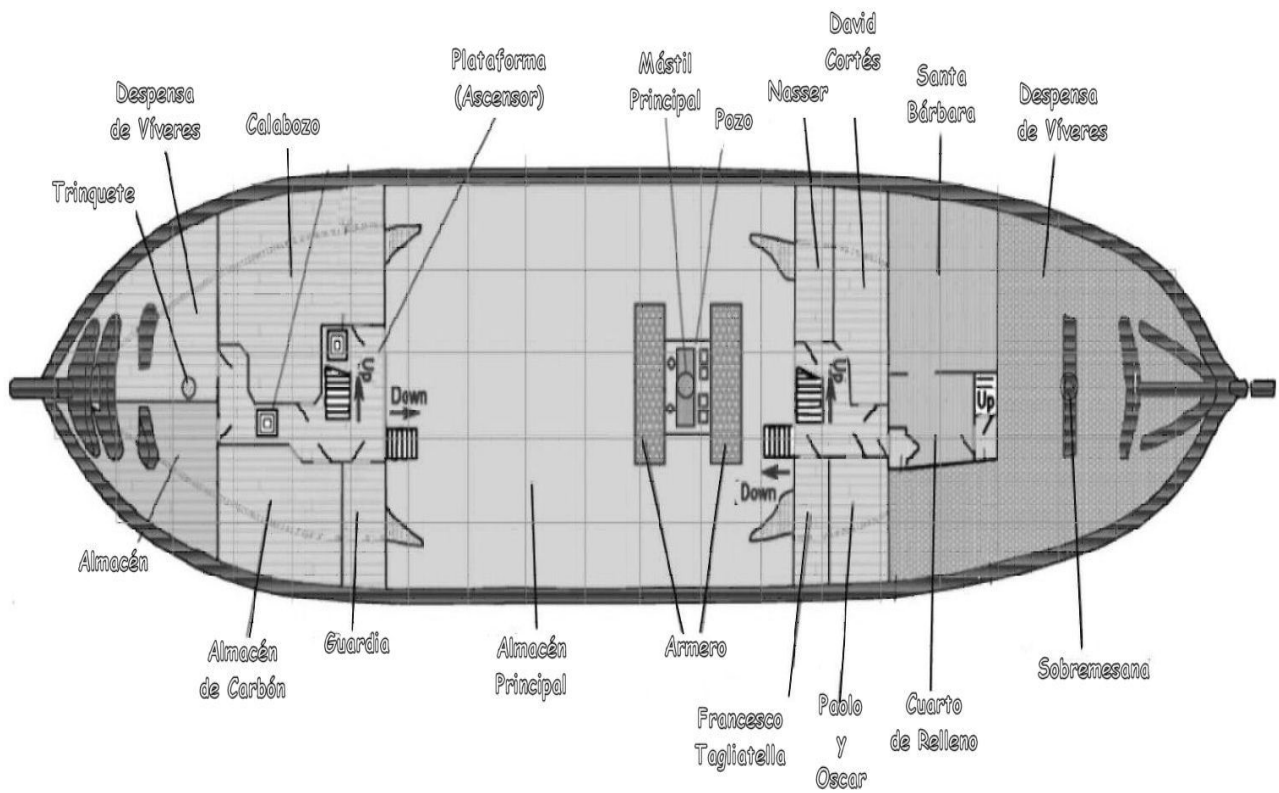 David
Cortés
Plataforma
(Ascensor)
Mástil
Principal
Nasser
Santa
Bárbara
Despensa
de Víveres
Despensa
de Víveres
Calabozo
Pozo
Trinquete
Up
Down
Up
Up
Down
Almacén
Almacén
de Carbón
Guardia
Almacén
Principal
Armero
Sobremesana
Francesco
Tagliatella
Pablo
y
Oscar
Cuarto
de Relleno